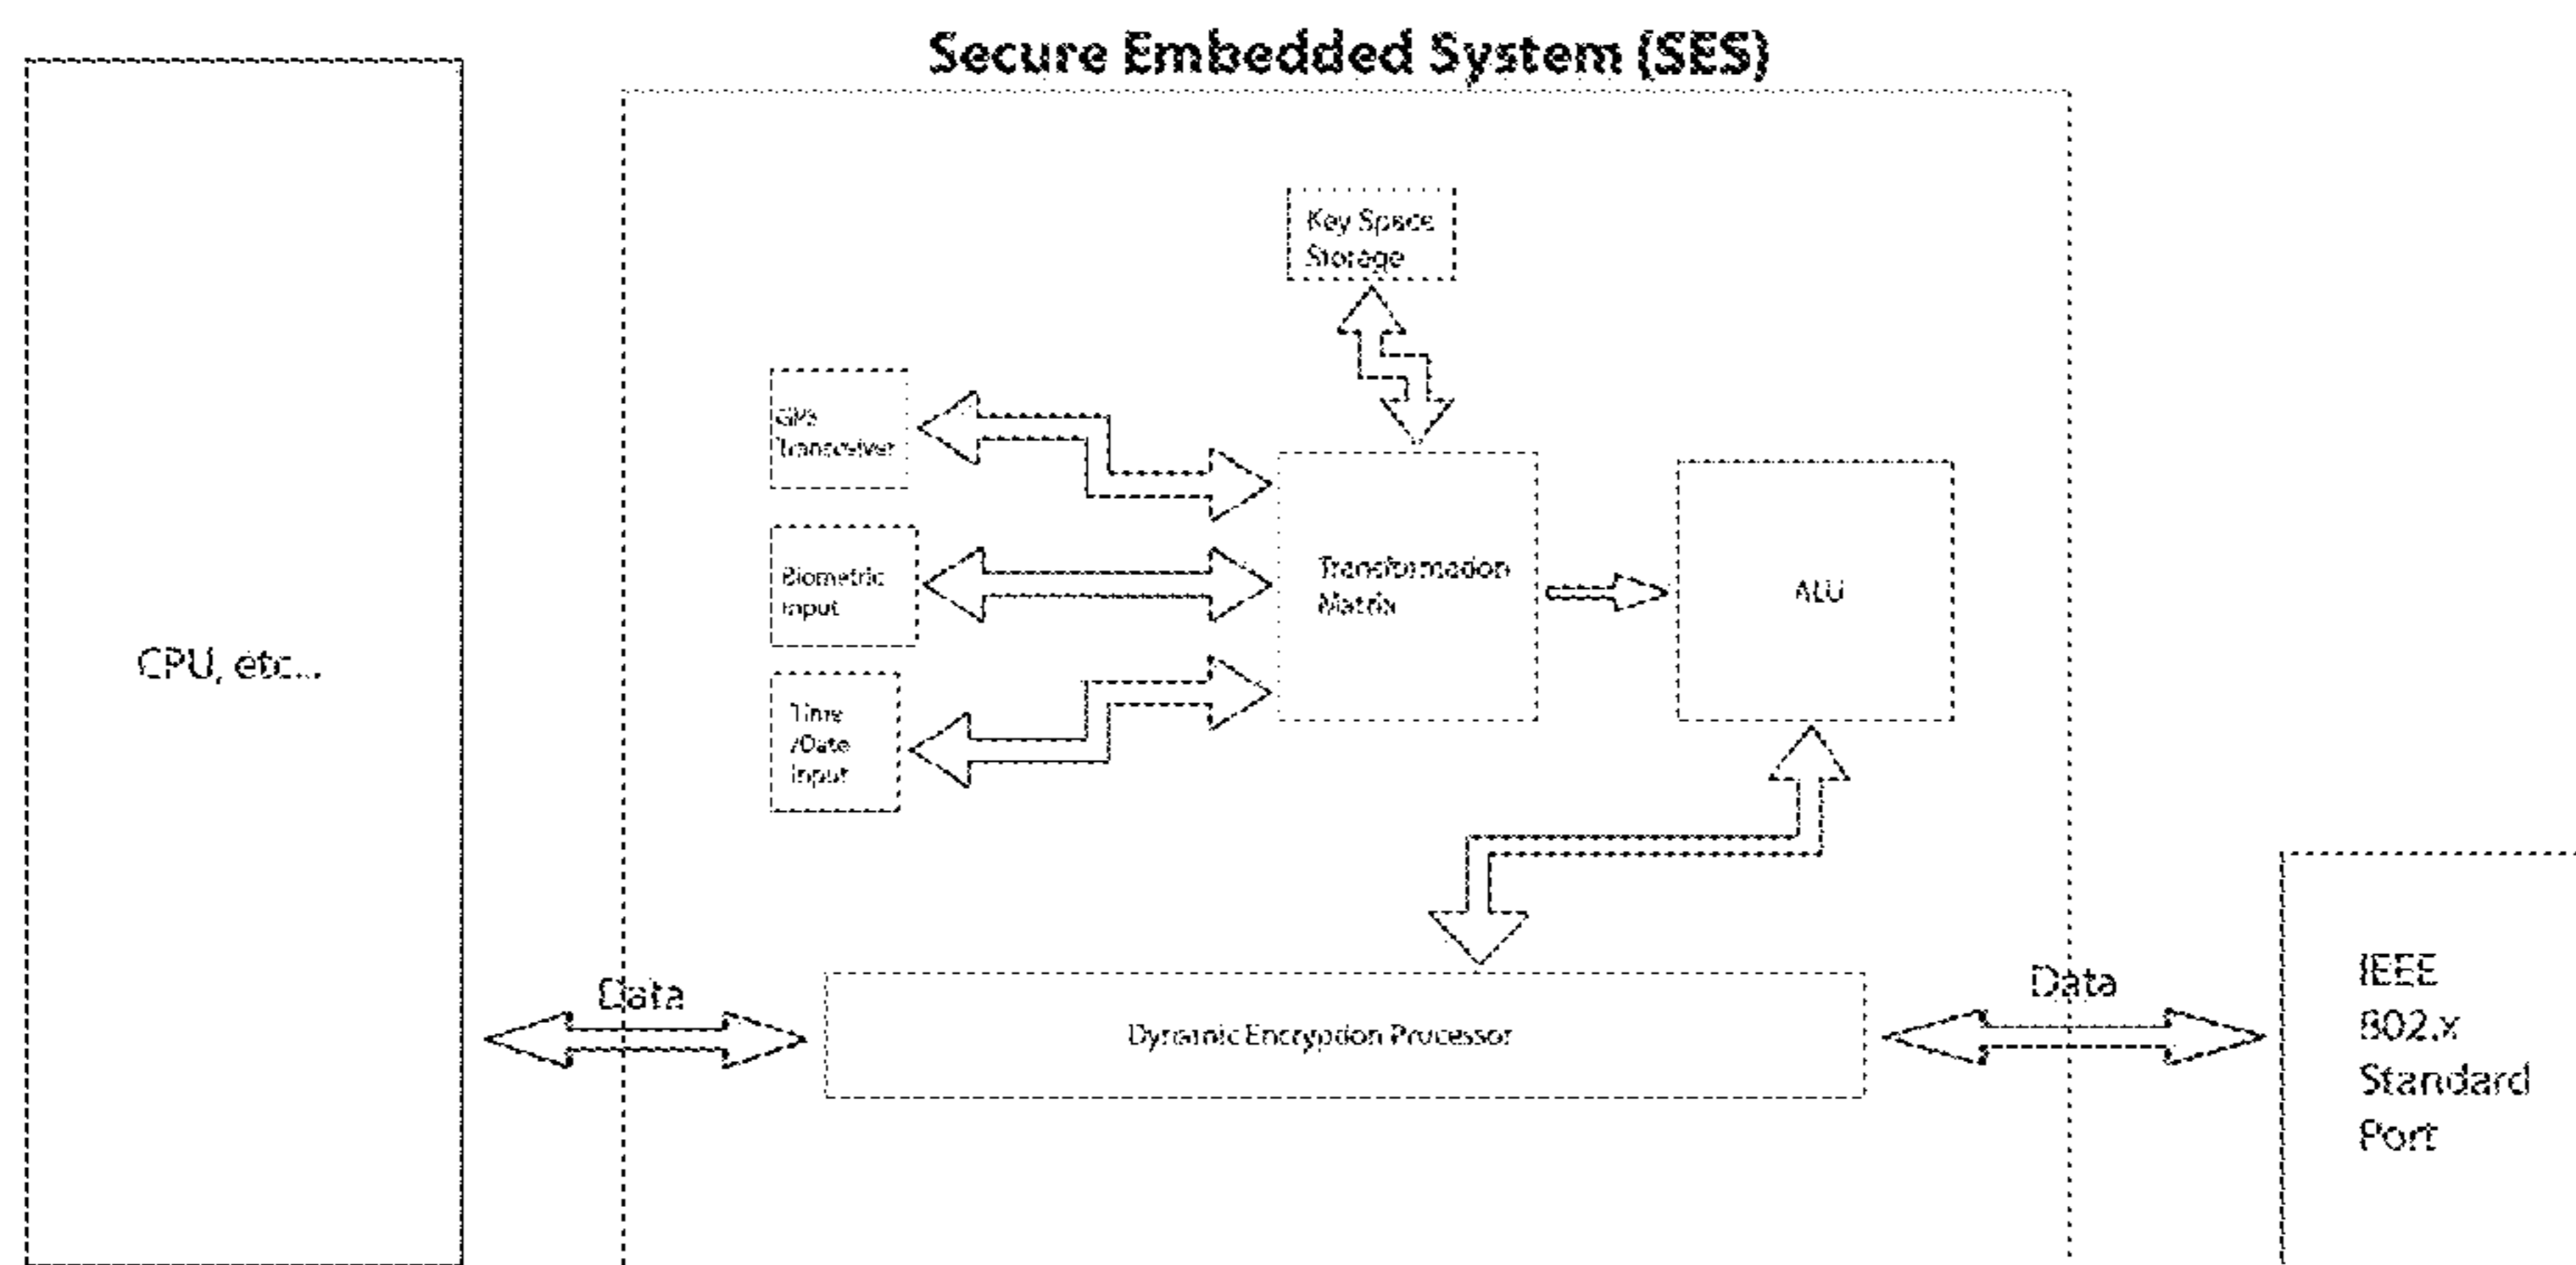 Secure Embedded System (SES)
Key Space
Storage
GPS
Transceiver
Biometric
Input
Time
/Date
Input
Transformation
Matrix
ALU
CPU, etc...
Data
Dynamic Encryption Processor
Data
IEEE
802.x
Standard
Port